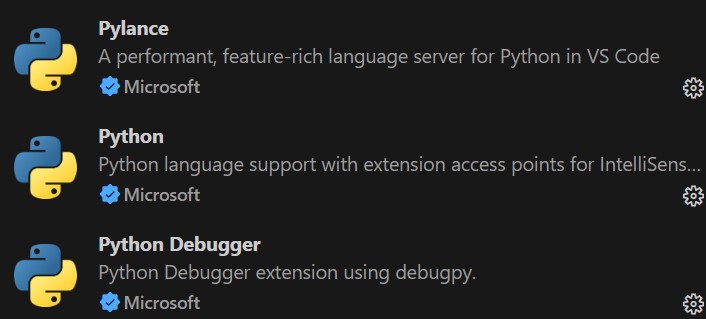 Pylance
A performant, feature-rich language server for Python in VS Code
Microsoft
Python
Python language support with extension access points for IntelliSens...
Microsoft
Python Debugger
Python Debugger extension using debugpy.
Microsoft